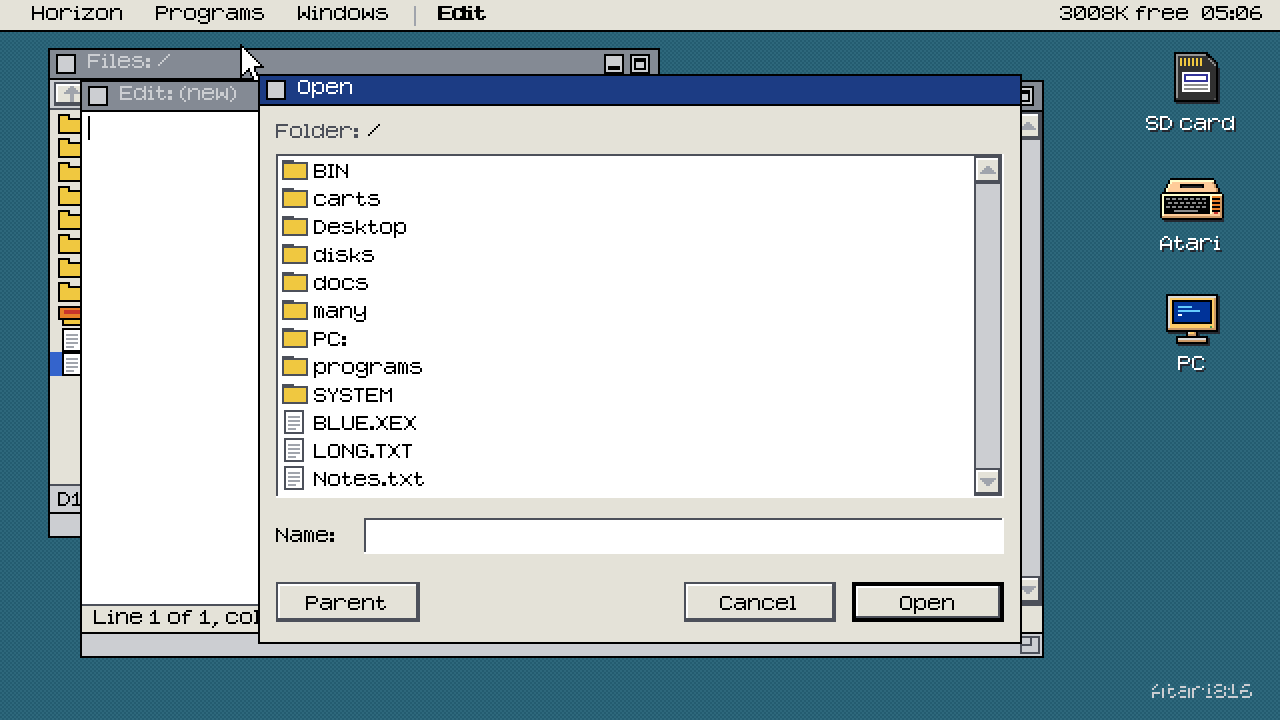 Horizon Programs Windows Edit 3008K free 05:06
Files: /
Edit: (new)
Open
Folder: /
BIN
carts
Desktop
disks
docs
many
PC:
programs
SYSTEM
BLUE.XEX
LONG.TXT
Notes.txt
Name:
Parent Cancel Open
D1
Line 1 of 1, col
SD card
Atari
PC
Atari816